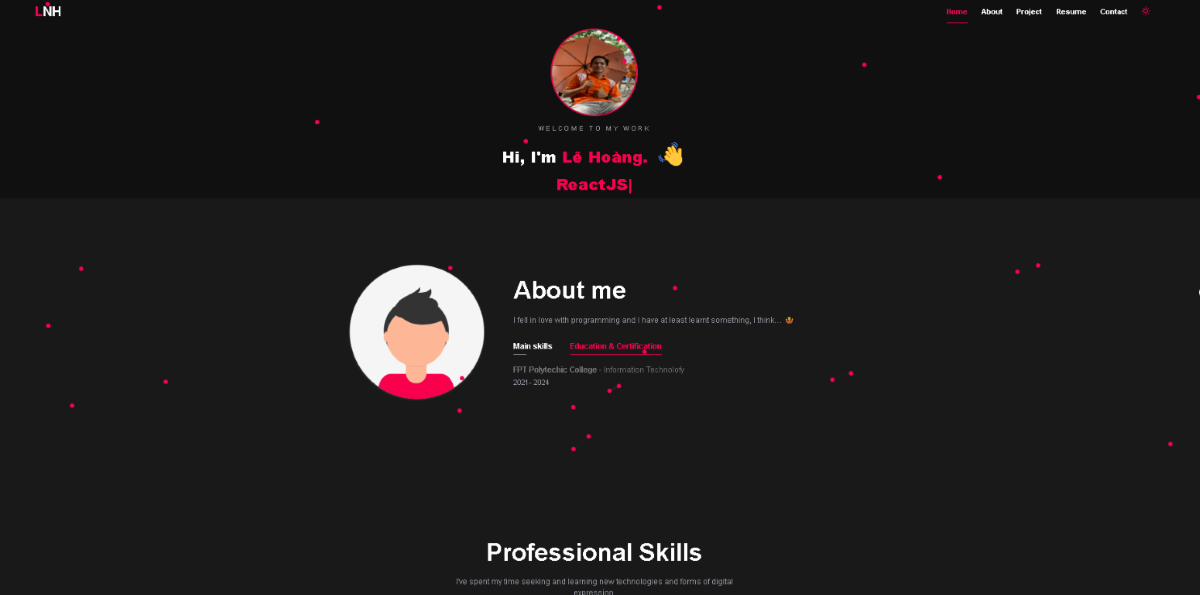 LNH
Home About Project Resume Contact
WELCOME TO MY WORK
Hi, I'm Lê Hoàng. 👋
ReactJS|
About me
I fell in love with programming and I have at least learnt something, I think...
Main skills Education & Certification
FPT Polytechic College - Information Technolofy
2021- 2024
Professional Skills
I've spent my time seeking and learning new technologies and forms of digital
expression